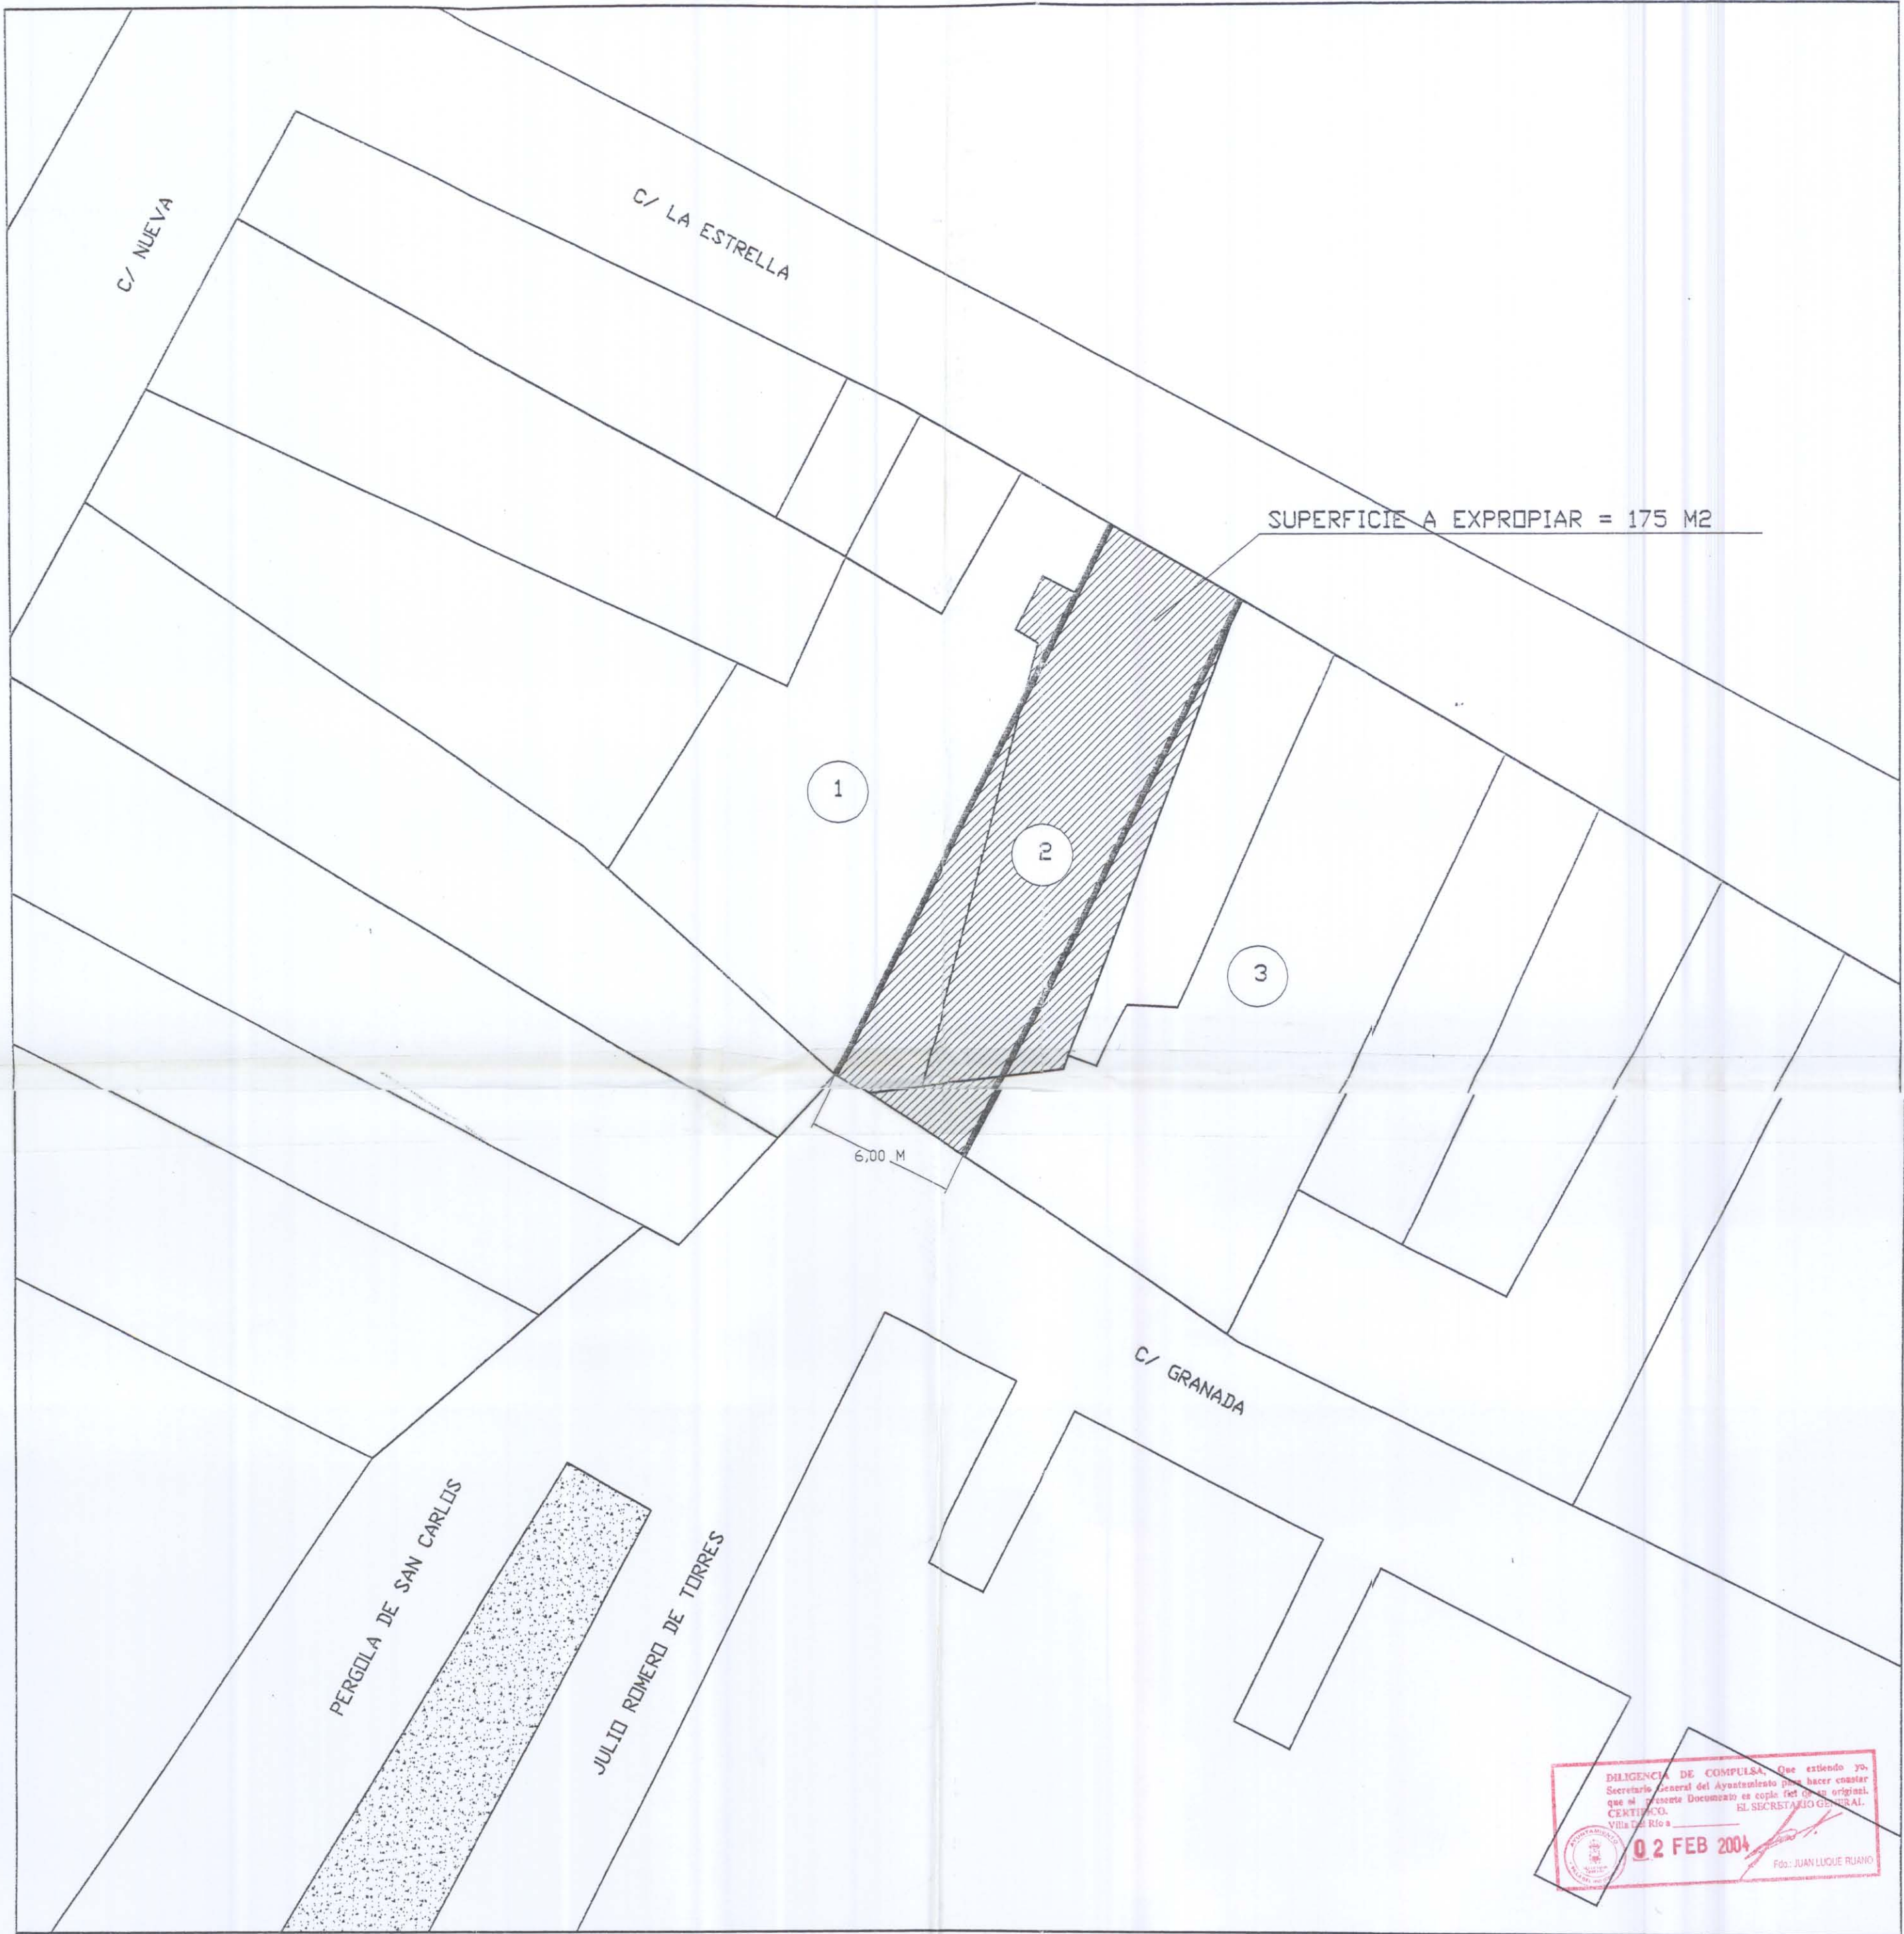 C/ NUEVA
C/ LA ESTRELLA
SUPERFICIE A EXPROPIAR = 175 M2
1
2
3
6,00 M
C/ GRANADA
PERGOLA DE SAN CARLOS
JULIO ROMERO DE TORRES
DILIGENCIA DE COMPULSA, Que extiendo yo,
Secretario General del Ayuntamiento para hacer constar
que el presente Documento es copia fiel de su original.
CERTIFICO. EL SECRETARIO GENERAL.
Villa Del Río a
02 FEB 2004
Fdo.: JUAN LUQUE RUANO
AYUNTAMIENTO